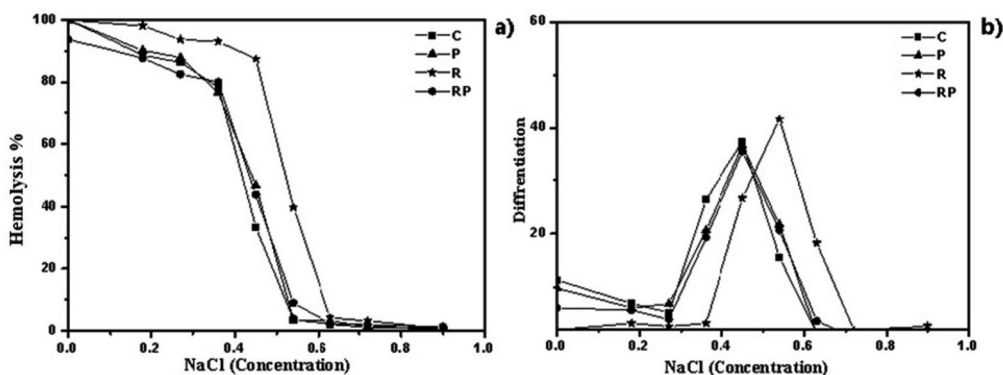 a)
C
P
R
RP
Hemolysis %
100
80
60
40
20
0
0.0 0.2 0.4 0.6 0.8 1.0
NaCl (Concentration)
b)
C
P
R
RP
Diffrentiation
60
40
20
0.0 0.2 0.4 0.6 0.8 1.0
NaCl (Concentration)